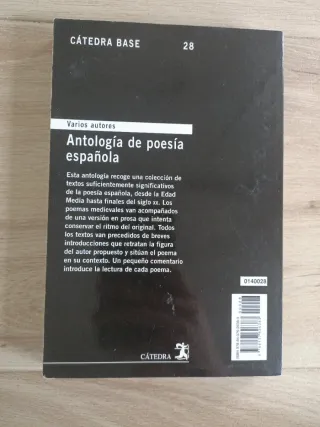 CÁTEDRA BASE 28
Varios autores
Antología de poesía
española
Esta antología recoge una colección de
textos suficientemente significativos
de la poesía española, desde la Edad
Media hasta finales del siglo XX. Los
poemas medievales van acompañados
de una versión en prosa que intenta
conservar el ritmo del original. Todos
los textos van precedidos de breves
introducciones que retratan la figura
del autor propuesto y sitúan el poema
en su contexto. Un pequeño comentario
introduce la lectura de cada poema.
0140028
CÁTEDRA